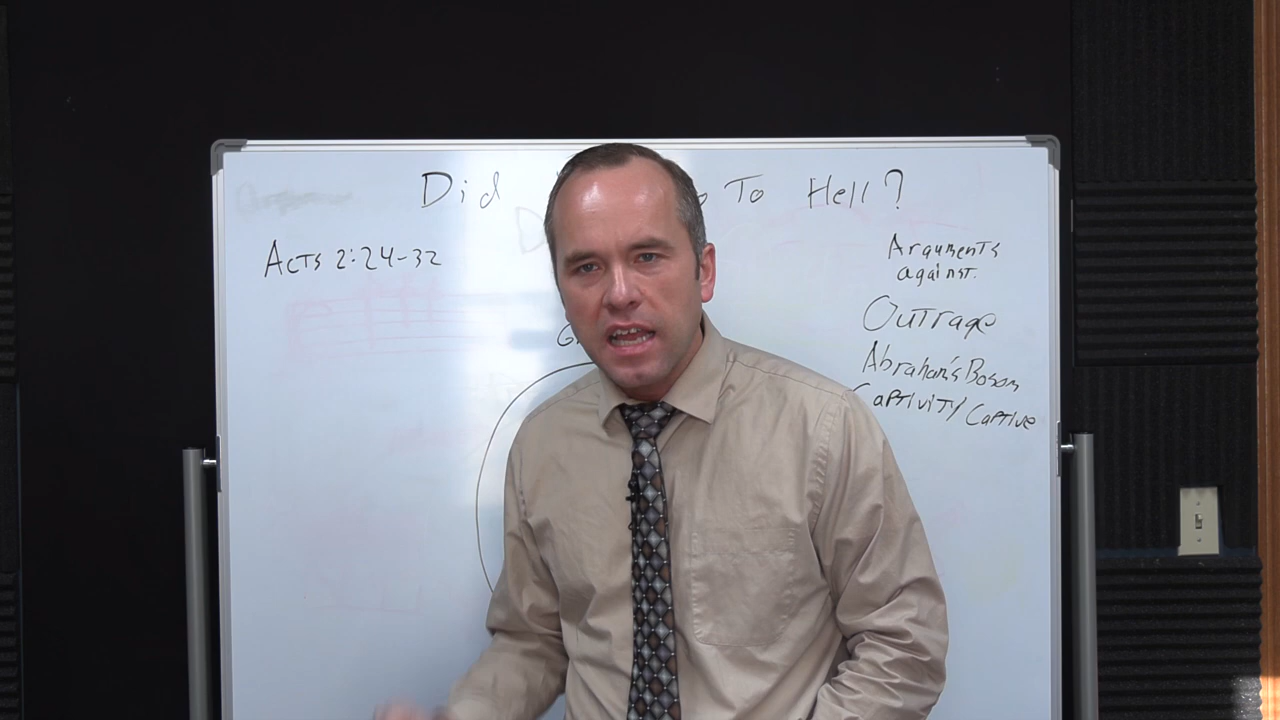 Did To Hell?
Acts 2:24-32
Arguments
against.
Outrage
Abraham's Bosom
Captivity Captive